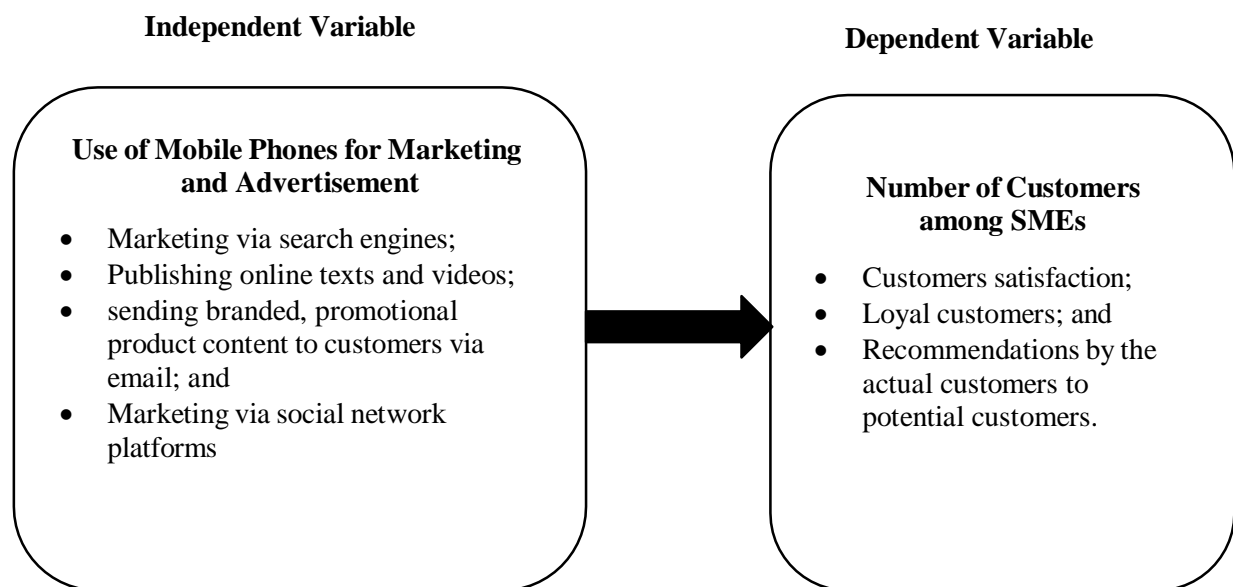 Independent Variable
Dependent Variable
Use of Mobile Phones for Marketing
and Advertisement
• Marketing via search engines;
• Publishing online texts and videos;
• sending branded, promotional
product content to customers via
email; and
• Marketing via social network
platforms
Number of Customers
among SMEs
• Customers satisfaction;
• Loyal customers; and
• Recommendations by the
actual customers to
potential customers.